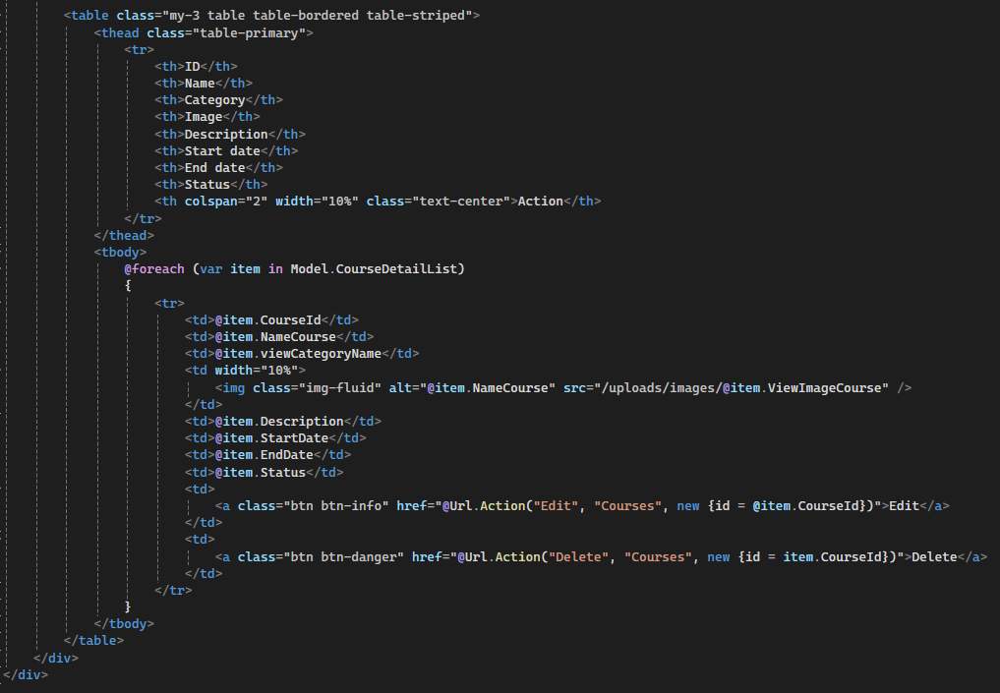 <table class="my-3 table table-bordered table-striped">
<thead class="table-primary">
<tr>
<th>ID</th>
<th>Name</th>
<th>Category</th>
<th>Image</th>
<th>Description</th>
<th>Start date</th>
<th>End date</th>
<th>Status</th>
<th colspan="2" width="10%" class="text-center">Action</th>
</tr>
</thead>
<tbody>
@foreach (var item in Model.CourseDetailList)
{
<tr>
<td>@item.CourseId</td>
<td>@item.NameCourse</td>
<td>@item.viewCategoryName</td>
<td width="10%">
<img class="img-fluid" alt="@item.NameCourse" src="/uploads/images/@item.ViewImageCourse" />
</td>
<td>@item.Description</td>
<td>@item.StartDate</td>
<td>@item.EndDate</td>
<td>@item.Status</td>
<td>
<a class="btn btn-info" href="@Url.Action("Edit", "Courses", new {id = @item.CourseId})">Edit</a>
</td>
<td>
<a class="btn btn-danger" href="@Url.Action("Delete", "Courses", new {id = item.CourseId})">Delete</a>
</td>
</tr>
}
</tbody>
</table>
</div>
</div>